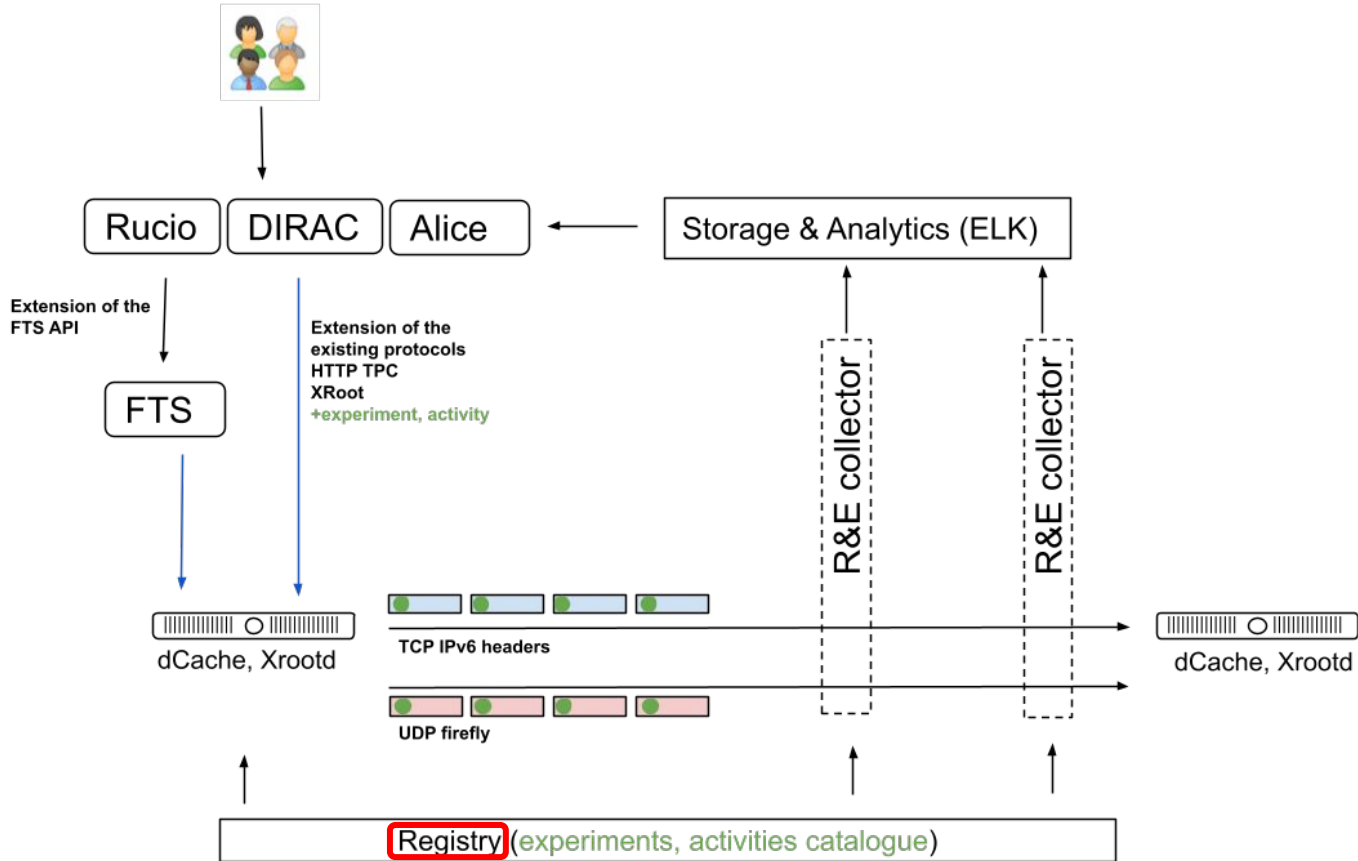 Rucio
DIRAC
Alice
Storage & Analytics (ELK)
Extension of the
FTS API
Extension of the
existing protocols
HTTP TPC
XRoot
+experiment, activity
FTS
R&E collector
R&E collector
TCP IPv6 headers
dCache, Xrootd
dCache, Xrootd
UDP firefly
Registry (experiments, activities catalogue)